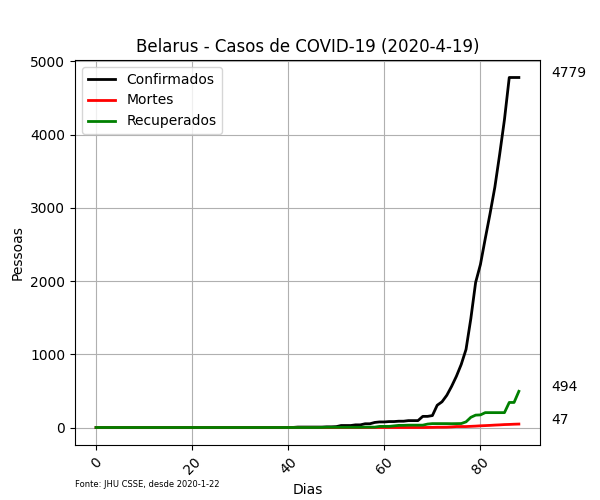 Belarus - Casos de COVID-19 (2020-4-19)
Confirmados
Mortes
Recuperados
5000
4000
3000
2000
1000
0
Pessoas
4779
494
47
0
20
40
60
80
Dias
Fonte: JHU CSSE, desde 2020-1-22